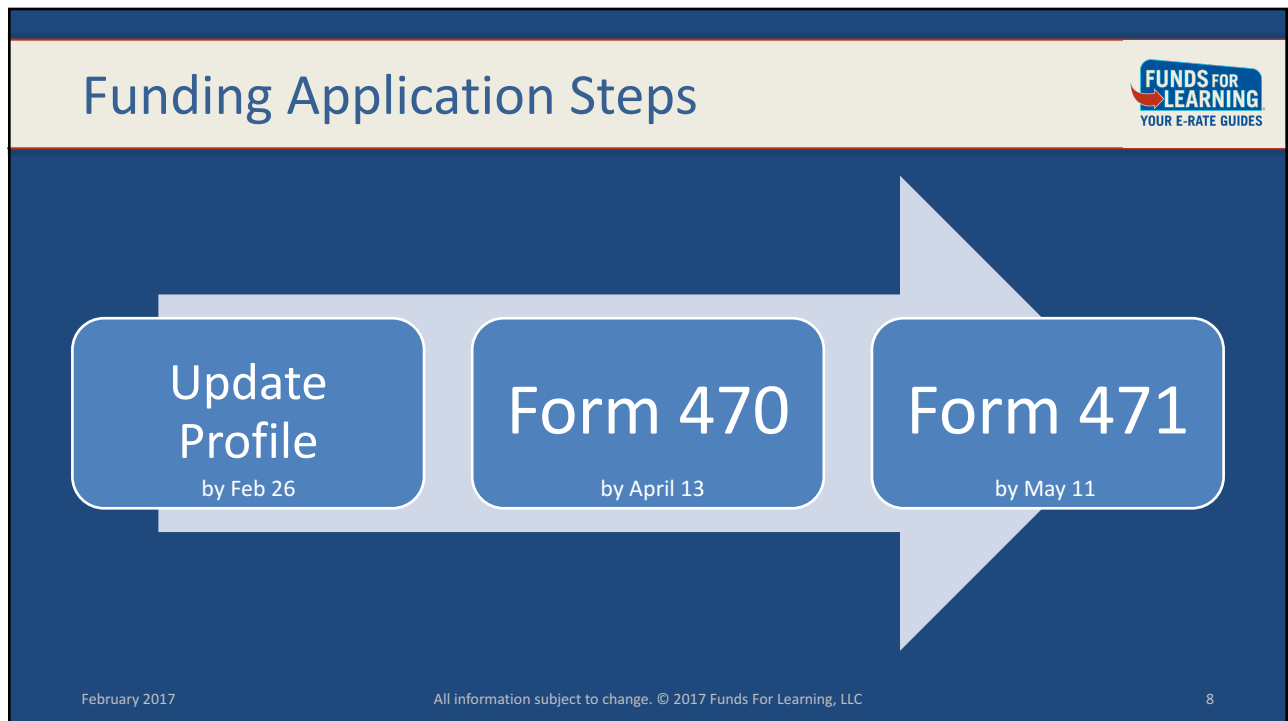 Funding Application Steps
FUNDS FOR
LEARNING
YOUR E-RATE GUIDES
Update
Profile
by Feb 26
Form 470
by April 13
Form 471
by May 11
February 2017
All information subject to change. © 2017 Funds For Learning, LLC
8